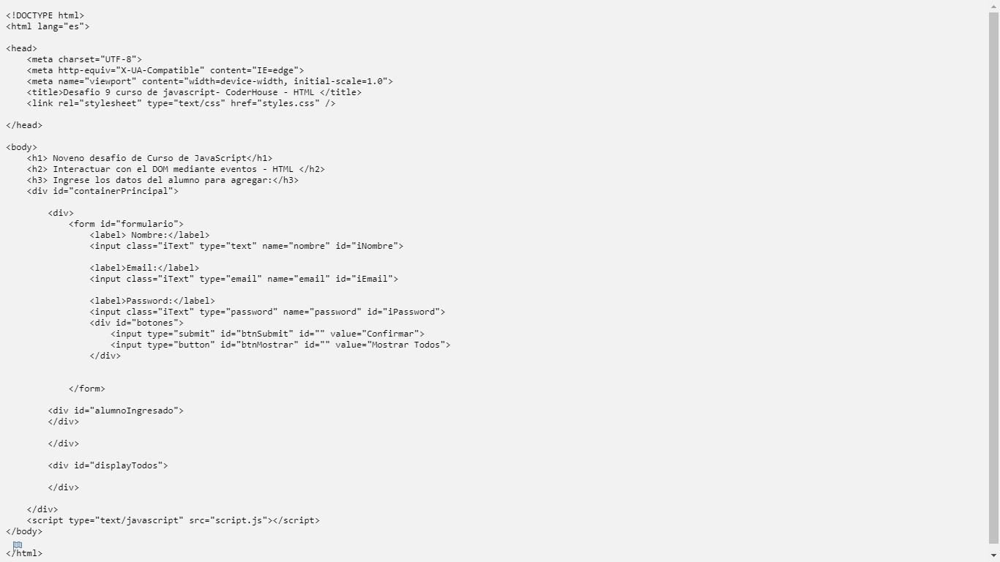 <!DOCTYPE html>
<html lang="es">
<head>
<meta charset="UTF-8">
<meta http-equiv="X-UA-Compatible" content="IE=edge">
<meta name="viewport" content="width=device-width, initial-scale=1.0">
<title>Desafio 9 curso de javascript- CoderHouse - HTML </title>
<link rel="stylesheet" type="text/css" href="styles.css" />
</head>
<body>
<h1> Noveno desafio de Curso de JavaScript</h1>
<h2> Interactuar con el DOM mediante eventos - HTML </h2>
<h3> Ingrese los datos del alumno para agregar:</h3>
<div id="containerPrincipal">
<div>
<form id="formulario">
<label> Nombre:</label>
<input class="iText" type="text" name="nombre" id="iNombre">
<label>Email:</label>
<input class="iText" type="email" name="email" id="iEmail">
<label>Password:</label>
<input class="iText" type="password" name="password" id="iPassword">
<div id="botones">
<input type="submit" id="btnSubmit" id="" value="Confirmar">
<input type="button" id="btnMostrar" id="" value="Mostrar Todos">
</div>
</form>
<div id="alumnoIngresado">
</div>
</div>
<div id="displayTodos">
</div>
</div>
<script type="text/javascript" src="script.js"></script>
</body>
</html>